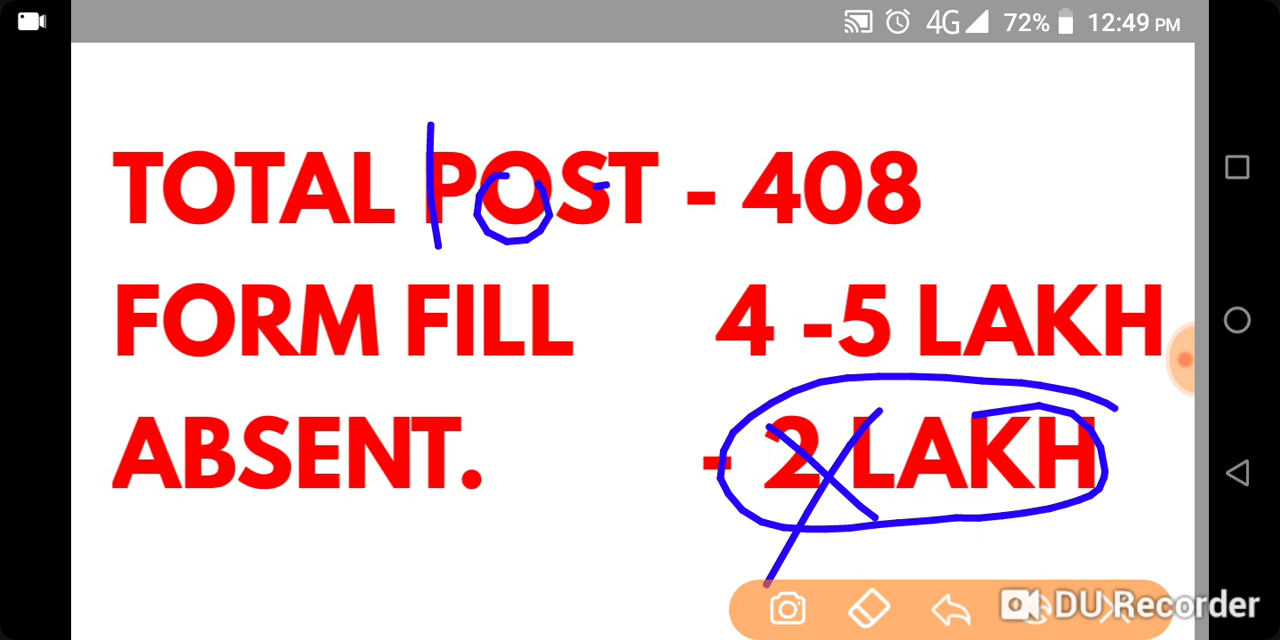 4G 72% 12:49 PM
TOTAL POST - 408
FORM FILL 4 -5 LAKH
ABSENT. - 2 LAKH
DU Recorder